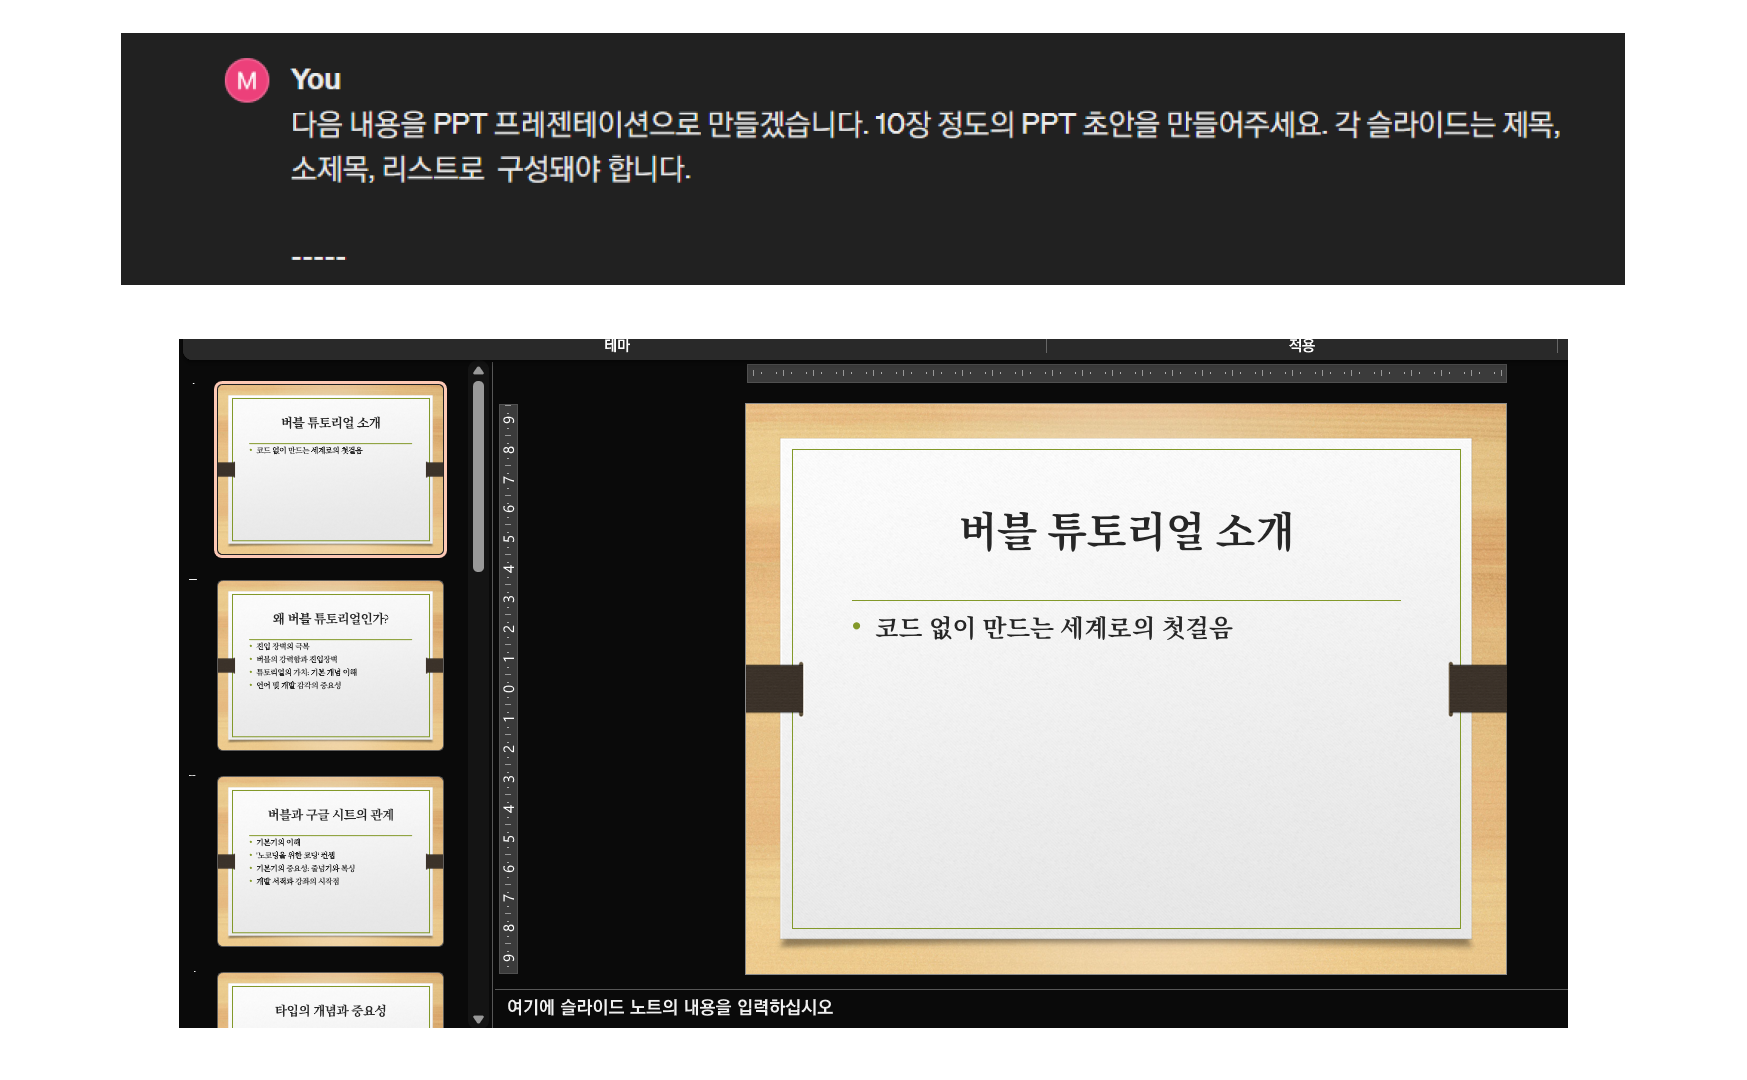 M
You
다음 내용을 PPT 프레젠테이션으로 만들겠습니다. 10장 정도의 PPT 초안을 만들어주세요. 각 슬라이드는 제목,
소제목, 리스트로 구성돼야 합니다.
-----
테마
적용
버블 튜토리얼 소개
• 코드 없이 만드는 세계로의 첫걸음
왜 버블 튜토리얼인가?
• 진입 장벽의 극복
• 버블의 강력함과 진입장벽
• 튜토리얼의 가치: 기본 개념 이해
• 언어 및 개발 감각의 중요성
버블과 구글 시트의 관계
• 기본기의 이해
• '노코딩을 위한 코딩' 컨셉
• 기본기의 중요성: 줄넘기와 복싱
• 개발 서적과 강좌의 시작점
타입의 개념과 중요성
9 8 7 6 5 4 3 2 1 0 1 2 3 4 5 6 7 8 9
버블 튜토리얼 소개
• 코드 없이 만드는 세계로의 첫걸음
여기에 슬라이드 노트의 내용을 입력하십시오